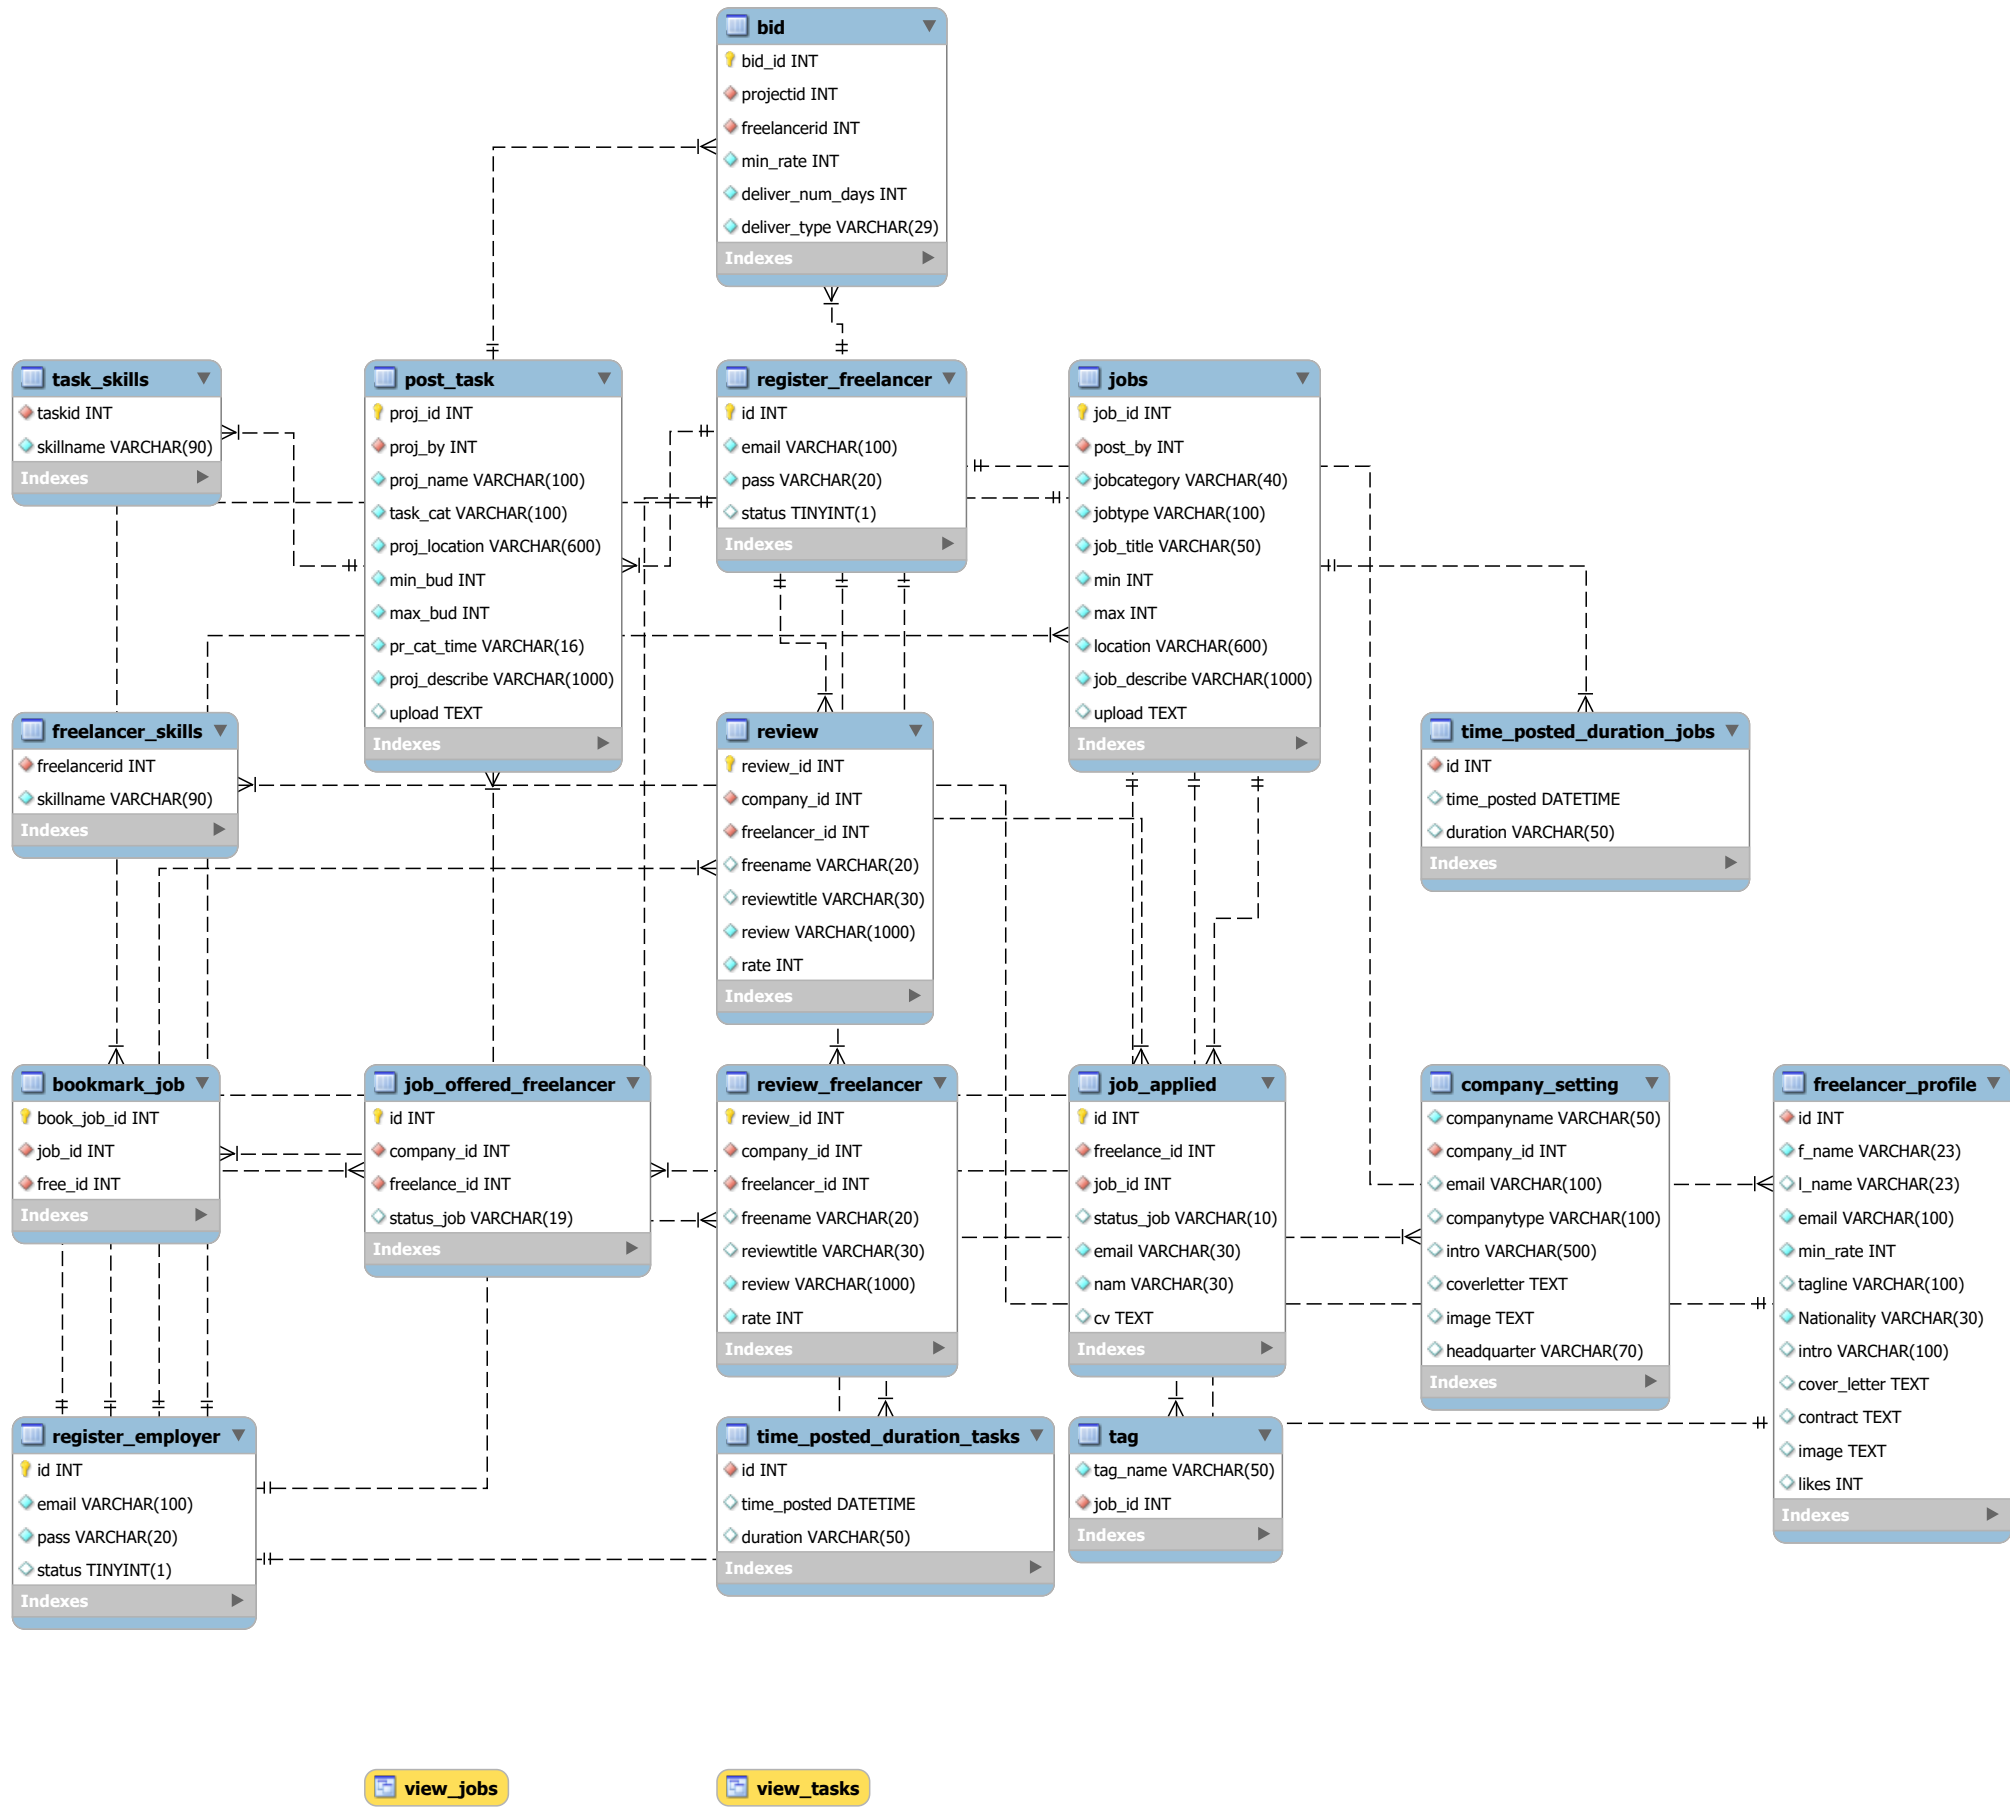 bid
bid_id INT
projectid INT
freelancerid INT
min_rate INT
deliver_num_days INT
deliver_type VARCHAR(29)
Indexes
task_skills
taskid INT
skillname VARCHAR(90)
Indexes
post_task
proj_id INT
proj_by INT
proj_name VARCHAR(100)
task_cat VARCHAR(100)
proj_location VARCHAR(600)
min_bud INT
max_bud INT
pr_cat_time VARCHAR(16)
proj_describe VARCHAR(1000)
upload TEXT
Indexes
register_freelancer
id INT
email VARCHAR(100)
pass VARCHAR(20)
status TINYINT(1)
Indexes
jobs
job_id INT
post_by INT
jobcategory VARCHAR(40)
jobtype VARCHAR(100)
job_title VARCHAR(50)
min INT
max INT
location VARCHAR(600)
job_describe VARCHAR(1000)
upload TEXT
Indexes
freelancer_skills
freelancerid INT
skillname VARCHAR(90)
Indexes
review
review_id INT
company_id INT
freelancer_id INT
freename VARCHAR(20)
reviewtitle VARCHAR(30)
review VARCHAR(1000)
rate INT
Indexes
time_posted_duration_jobs
id INT
time_posted DATETIME
duration VARCHAR(50)
Indexes
bookmark_job
book_job_id INT
job_id INT
free_id INT
Indexes
job_offered_freelancer
id INT
company_id INT
freelance_id INT
status_job VARCHAR(19)
Indexes
review_freelancer
review_id INT
company_id INT
freelancer_id INT
freename VARCHAR(20)
reviewtitle VARCHAR(30)
review VARCHAR(1000)
rate INT
Indexes
job_applied
id INT
freelance_id INT
job_id INT
status_job VARCHAR(10)
email VARCHAR(30)
nam VARCHAR(30)
cv TEXT
Indexes
company_setting
companyname VARCHAR(50)
company_id INT
email VARCHAR(100)
companytype VARCHAR(100)
intro VARCHAR(500)
coverletter TEXT
image TEXT
headquarter VARCHAR(70)
Indexes
freelancer_profile
id INT
f_name VARCHAR(23)
l_name VARCHAR(23)
email VARCHAR(100)
min_rate INT
tagline VARCHAR(100)
Nationality VARCHAR(30)
intro VARCHAR(100)
cover_letter TEXT
contract TEXT
image TEXT
likes INT
Indexes
register_employer
id INT
email VARCHAR(100)
pass VARCHAR(20)
status TINYINT(1)
Indexes
time_posted_duration_tasks
id INT
time_posted DATETIME
duration VARCHAR(50)
Indexes
tag
tag_name VARCHAR(50)
job_id INT
Indexes
view_jobs
view_tasks